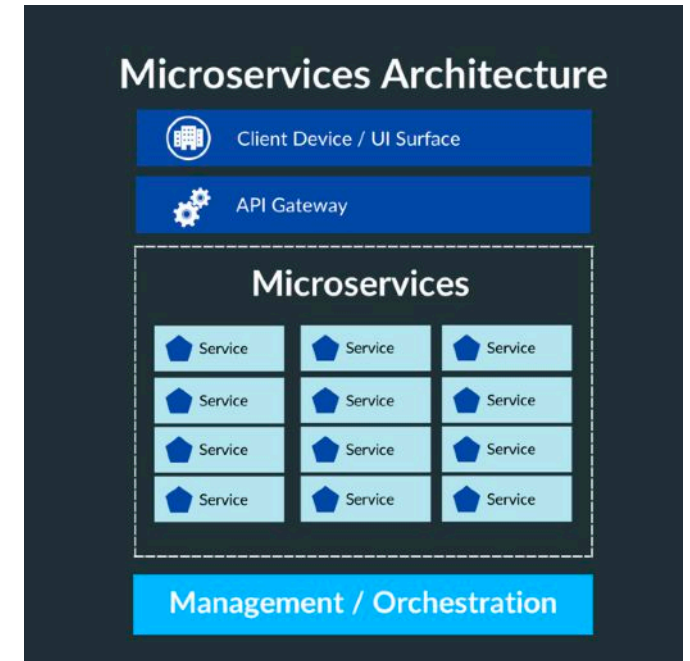 Microservices Architecture
Client Device / UI Surface
API Gateway
Microservices
Service Service Service
Service Service Service
Service Service Service
Service Service Service
Management / Orchestration